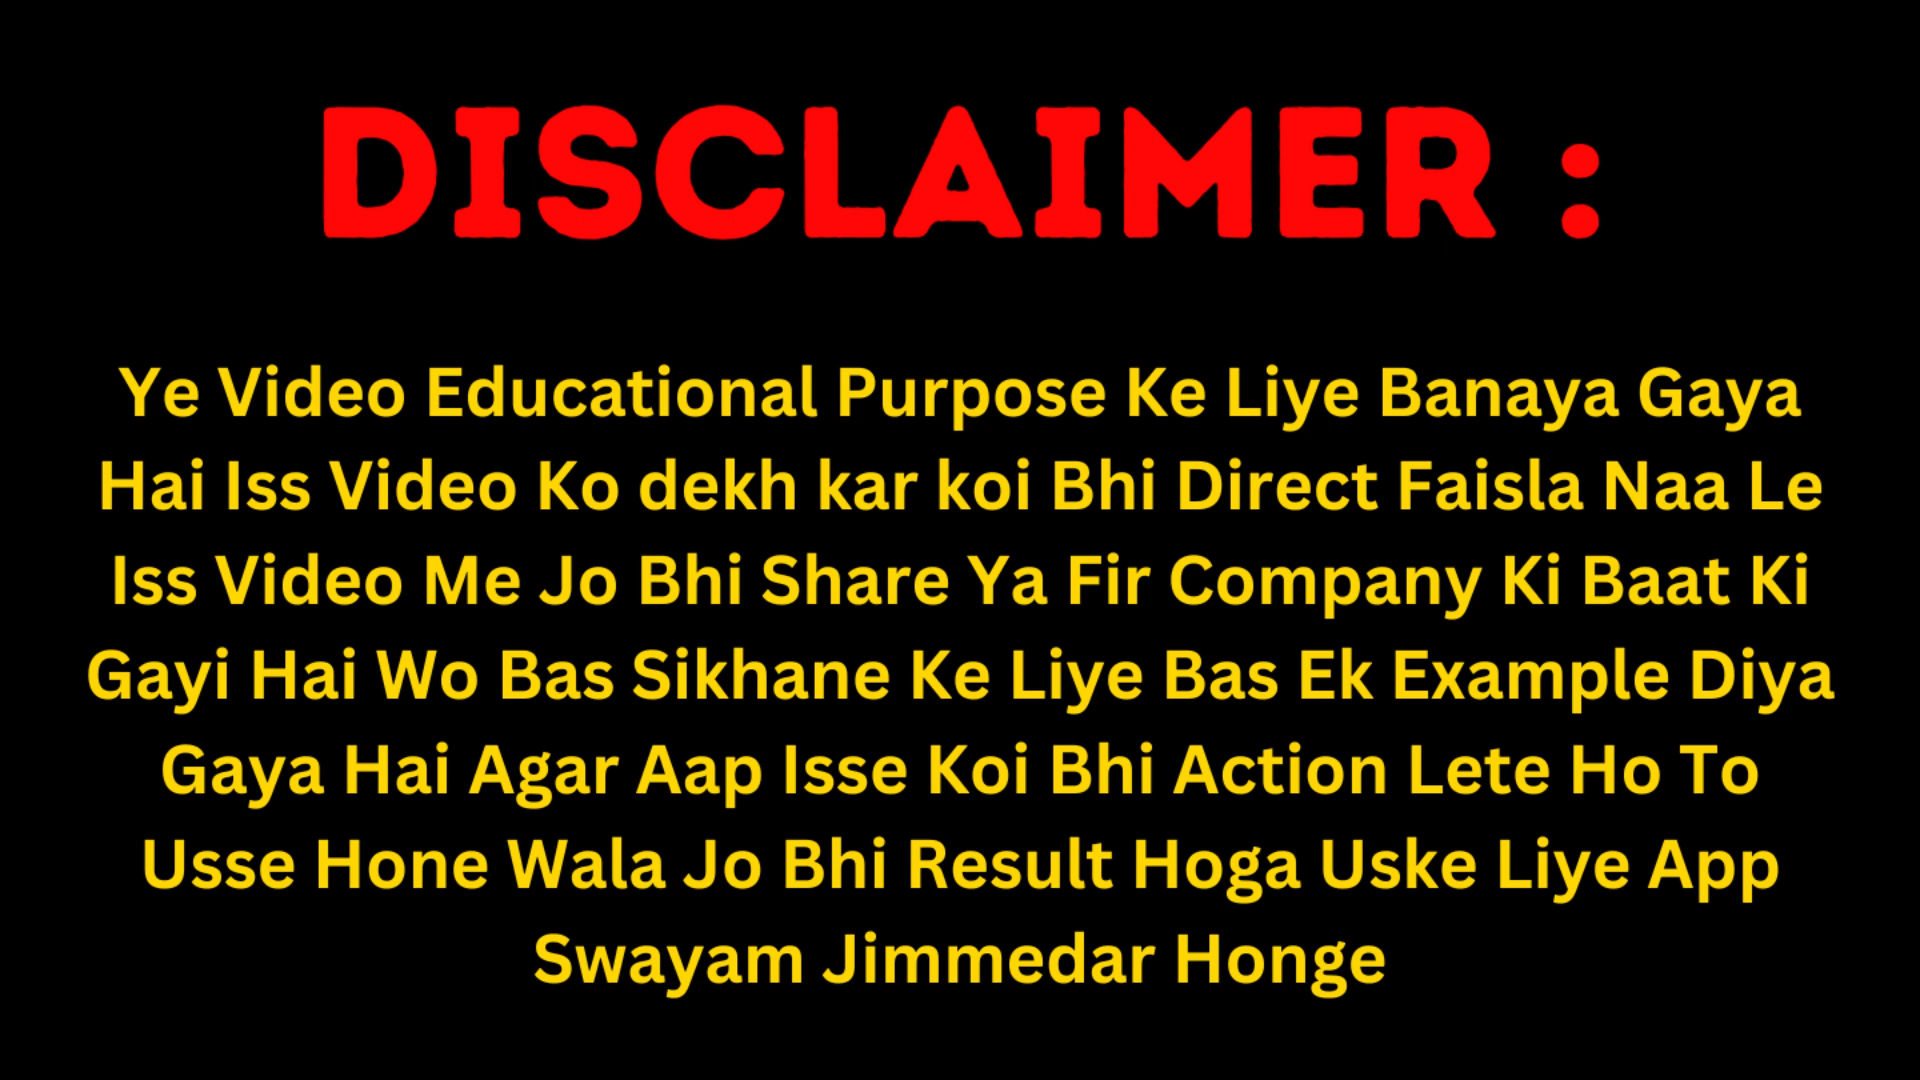 DISCLAIMER :
Ye Video Educational Purpose Ke Liye Banaya Gaya
Hai Iss Video Ko dekh kar koi Bhi Direct Faisla Naa Le
Iss Video Me Jo Bhi Share Ya Fir Company Ki Baat Ki
Gayi Hai Wo Bas Sikhane Ke Liye Bas Ek Example Diya
Gaya Hai Agar Aap Isse Koi Bhi Action Lete Ho To
Usse Hone Wala Jo Bhi Result Hoga Uske Liye App
Swayam Jimmedar Honge